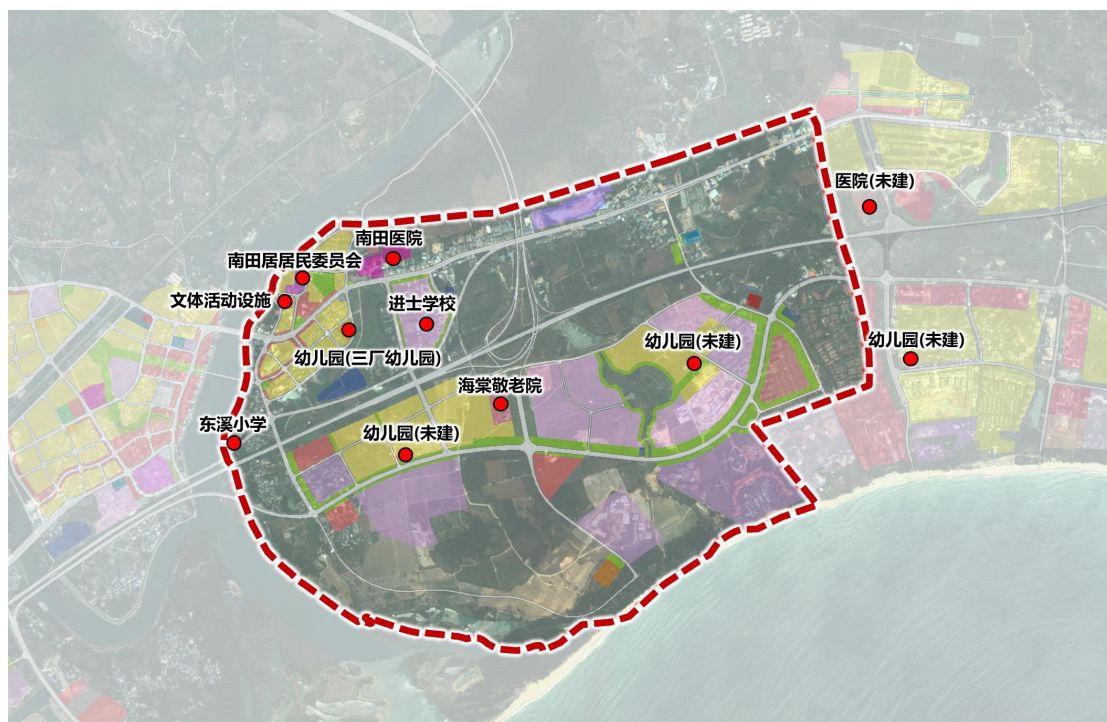 医院(未建)
南田医院
南田居居民委员会
文体活动设施
进士学校
幼儿园(三厂幼儿园)
幼儿园(未建)
幼儿园(未建)
海棠敬老院
东溪小学
幼儿园(未建)